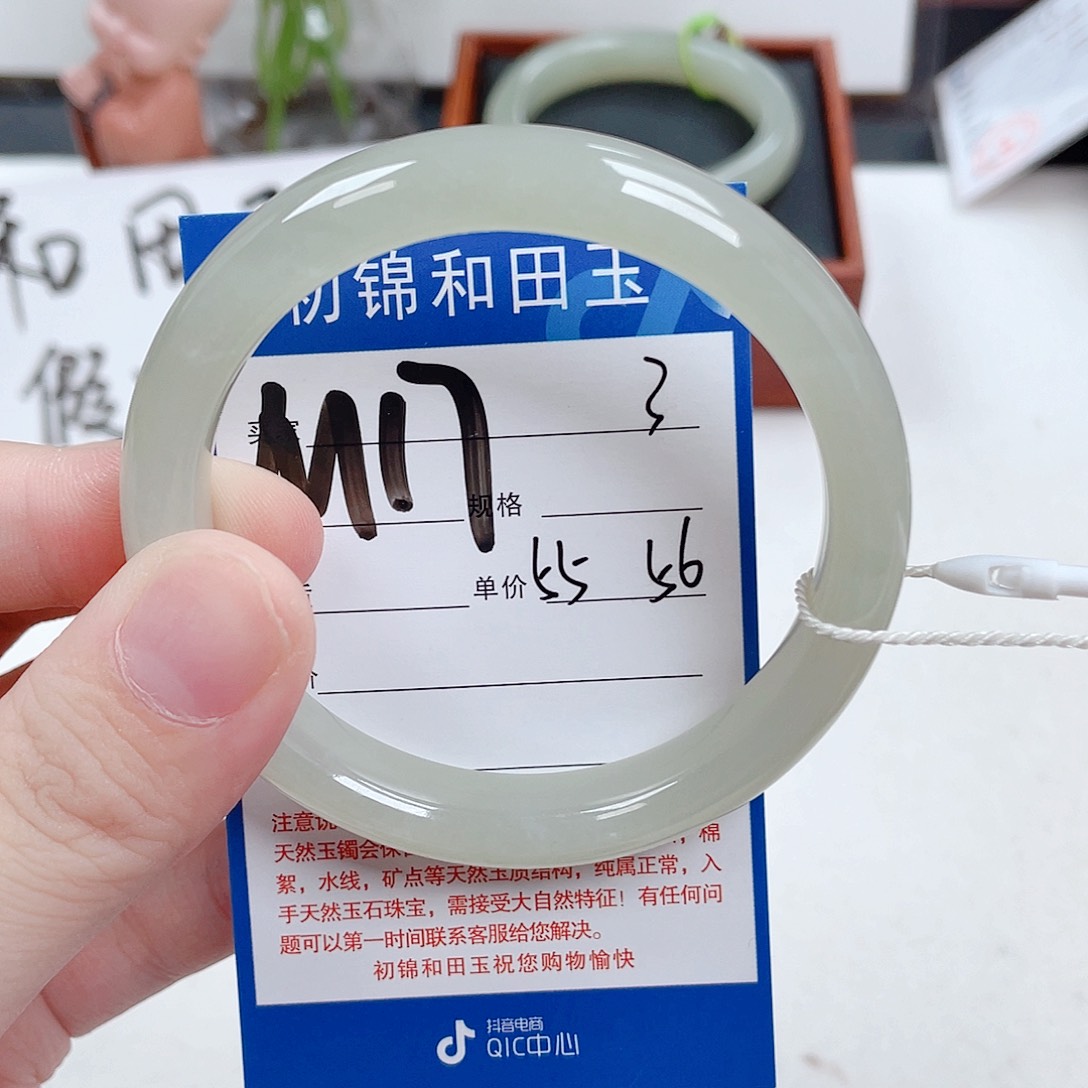 和田
假
初锦和田玉
买家
M17
3
规格
单价 55 56
注意说
天然玉镯会保
，棉
絮，水线，矿点等天然玉质结构，纯属正常，入
手天然玉石珠宝，需接受大自然特征！有任何问
题可以第一时间联系客服给您解决。
初锦和田玉祝您购物愉快
抖音电商
QIC中心